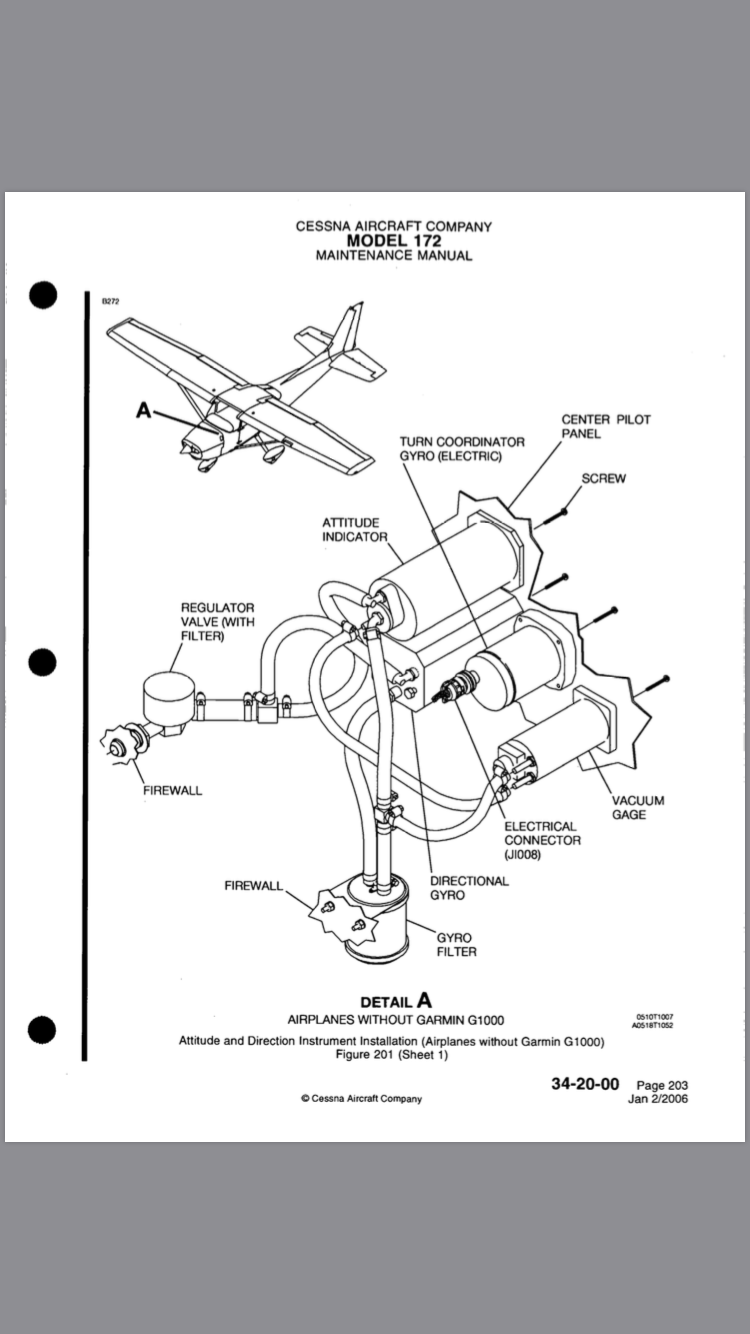 CESSNA AIRCRAFT COMPANY
MODEL 172
MAINTENANCE MANUAL
B272
A
CENTER PILOT
PANEL
TURN COORDINATOR
GYRO (ELECTRIC)
SCREW
ATTITUDE
INDICATOR
REGULATOR
VALVE (WITH
FILTER)
FIREWALL
VACUUM
GAGE
ELECTRICAL
CONNECTOR
(JI008)
FIREWALL
DIRECTIONAL
GYRO
GYRO
FILTER
DETAIL A
AIRPLANES WITHOUT GARMIN G1000
0510T1007
A0518T1052
Attitude and Direction Instrument Installation (Airplanes without Garmin G1000)
Figure 201 (Sheet 1)
34-20-00 Page 203
© Cessna Aircraft Company Jan 2/2006